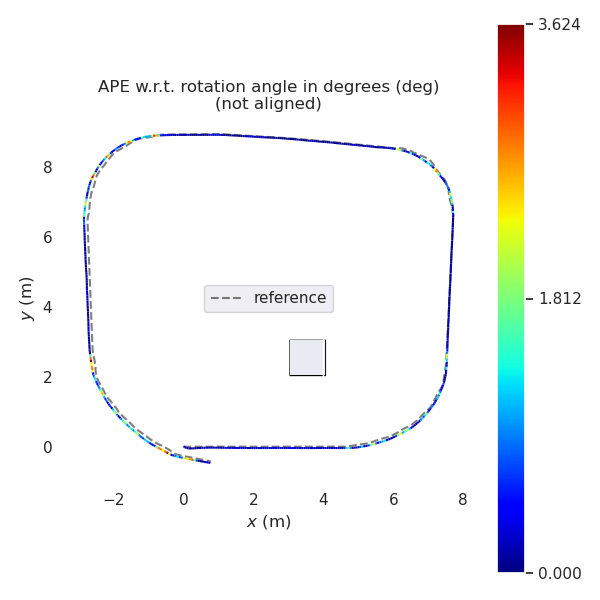 APE w.r.t. rotation angle in degrees (deg)
(not aligned)
3.624
1.812
0.000
8
6
4
2
0
y (m)
reference
−2
0
2
4
6
8
x (m)